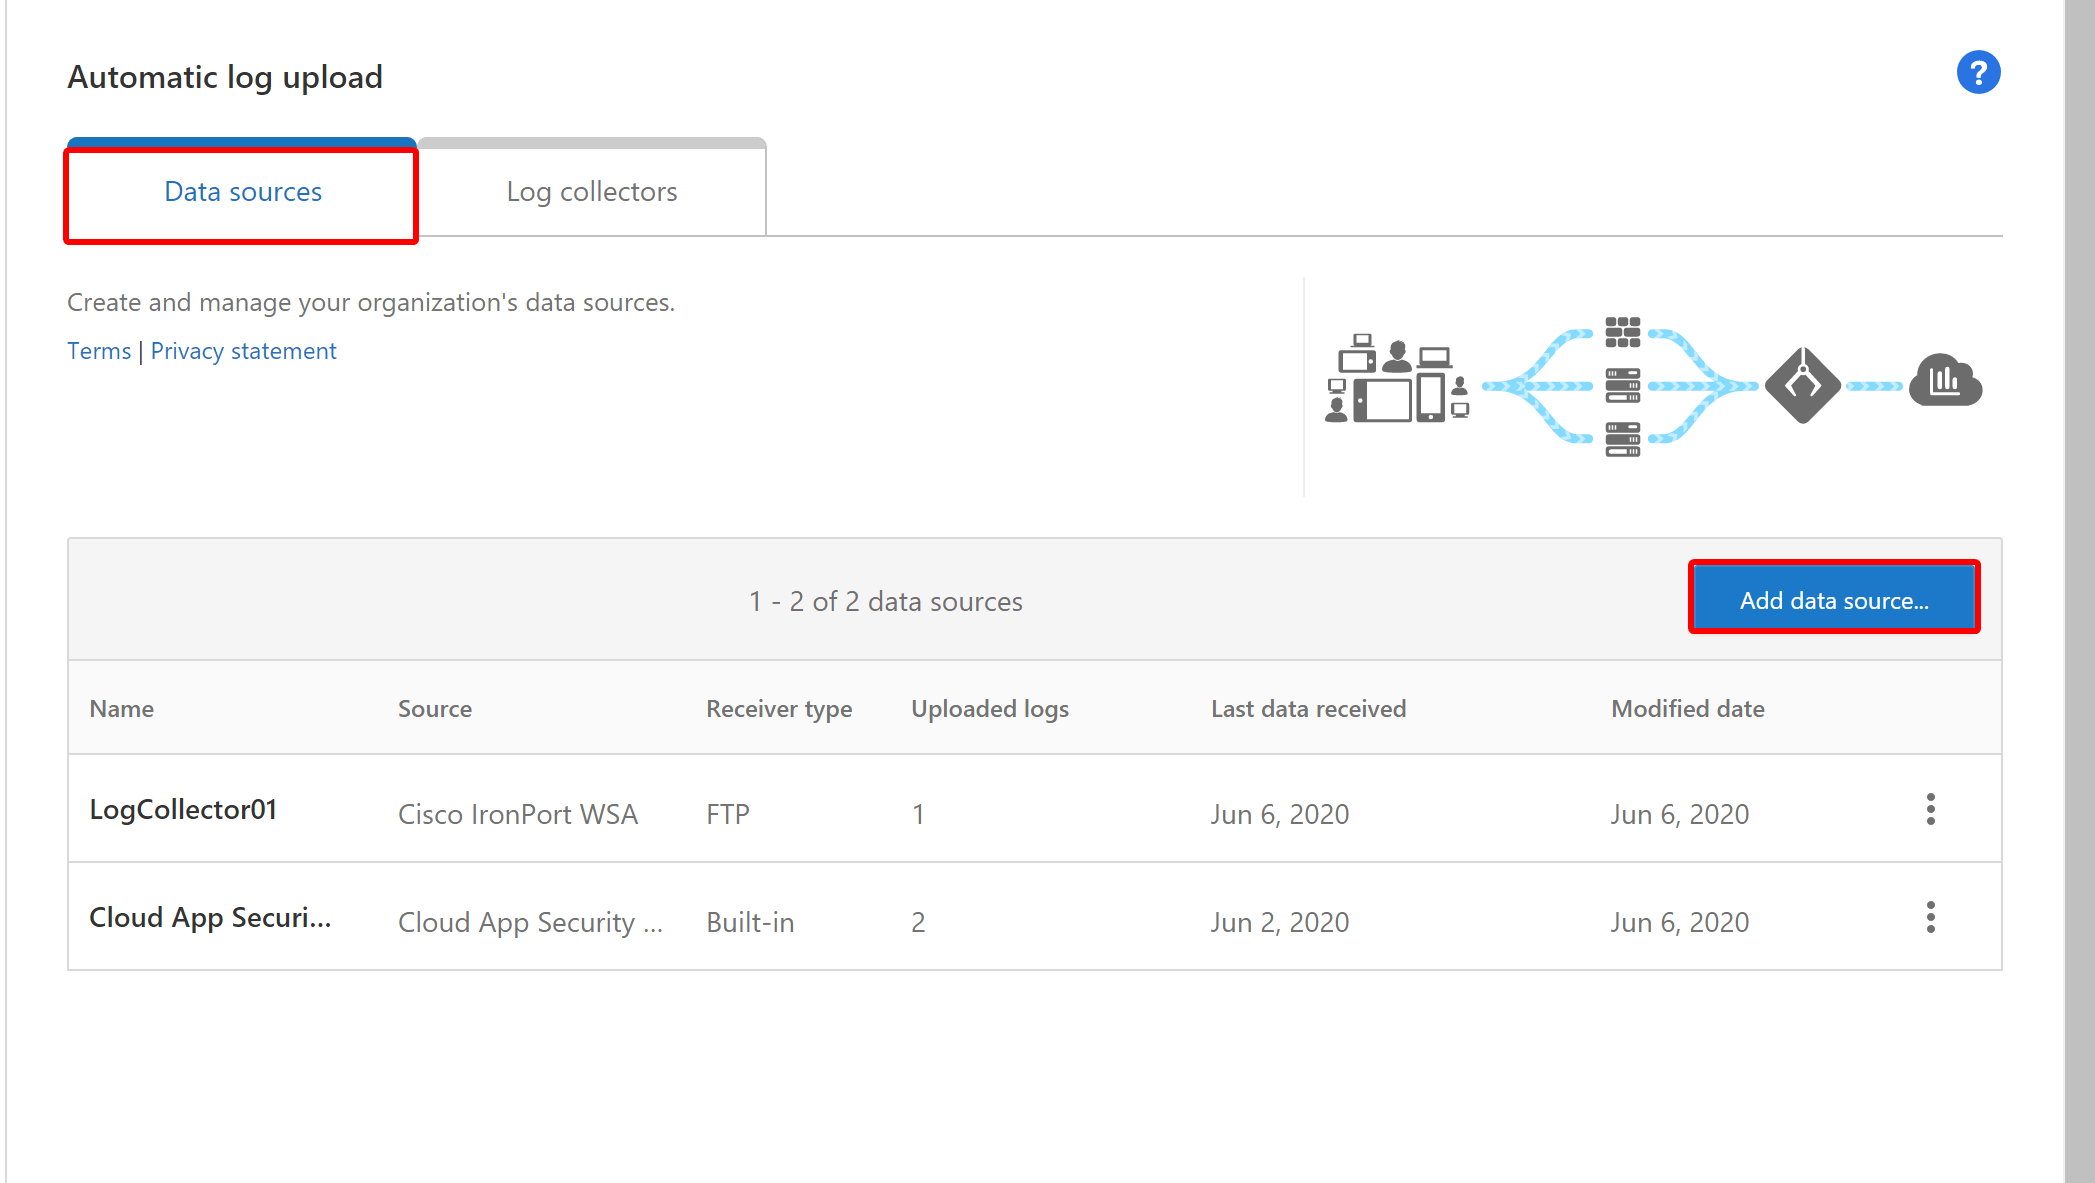 Automatic log upload
?
Data sources
Log collectors
Create and manage your organization's data sources.
Terms | Privacy statement
1 - 2 of 2 data sources
Add data source...
Name Source Receiver type Uploaded logs Last data received Modified date
LogCollector01 Cisco IronPort WSA FTP 1 Jun 6, 2020 Jun 6, 2020
Cloud App Securi... Cloud App Security ... Built-in 2 Jun 2, 2020 Jun 6, 2020